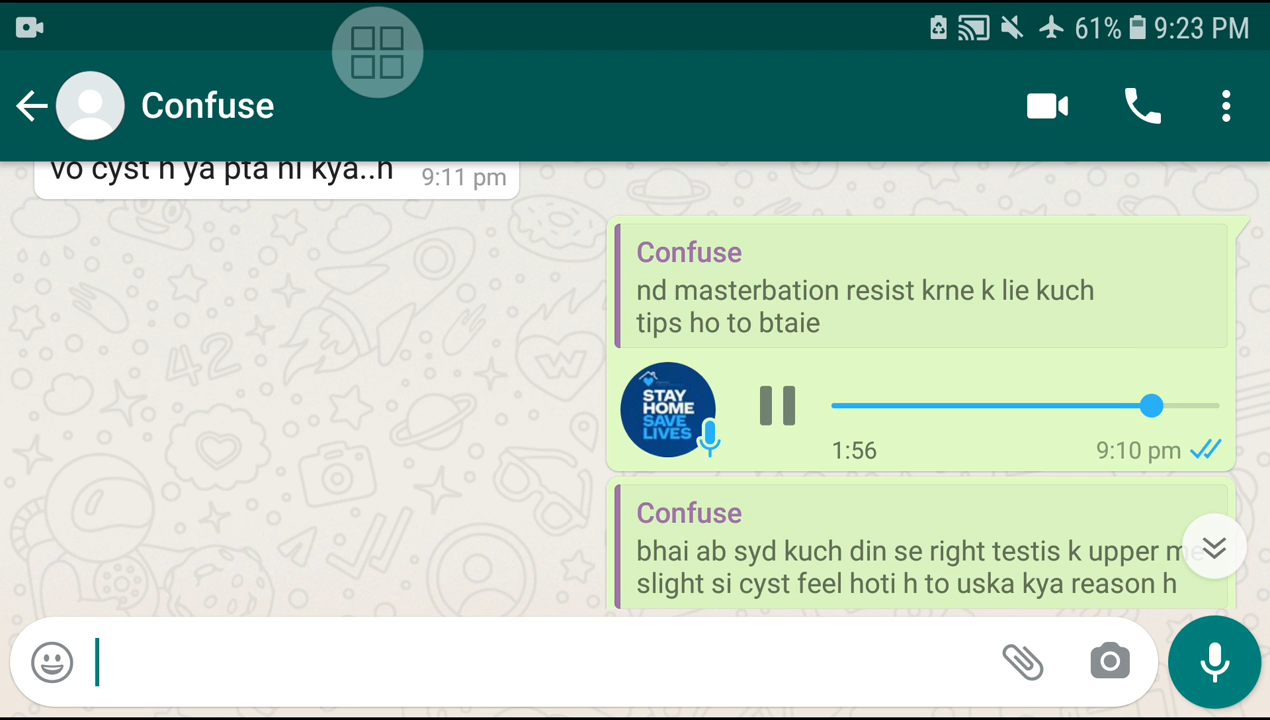 61% 9:23 PM
Confuse
vo cyst h ya pta ni kya..h 9:11 pm
Confuse
nd masterbation resist krne k lie kuch
tips ho to btaie
STAY
HOME
SAVE
LIVES
1:56 9:10 pm
Confuse
bhai ab syd kuch din se right testis k upper me
slight si cyst feel hoti h to uska kya reason h